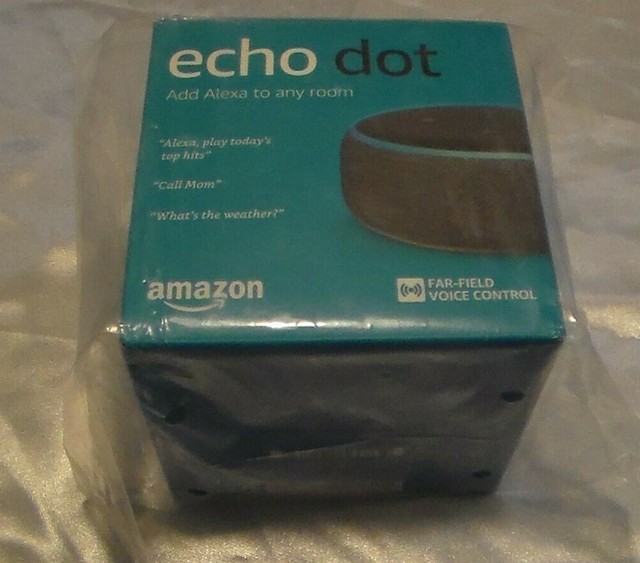 echo dot
Add Alexa to any room
“Alexa, play today’s
top hits”
“Call Mom”
“What’s the weather?”
amazon
FAR-FIELD
VOICE CONTROL